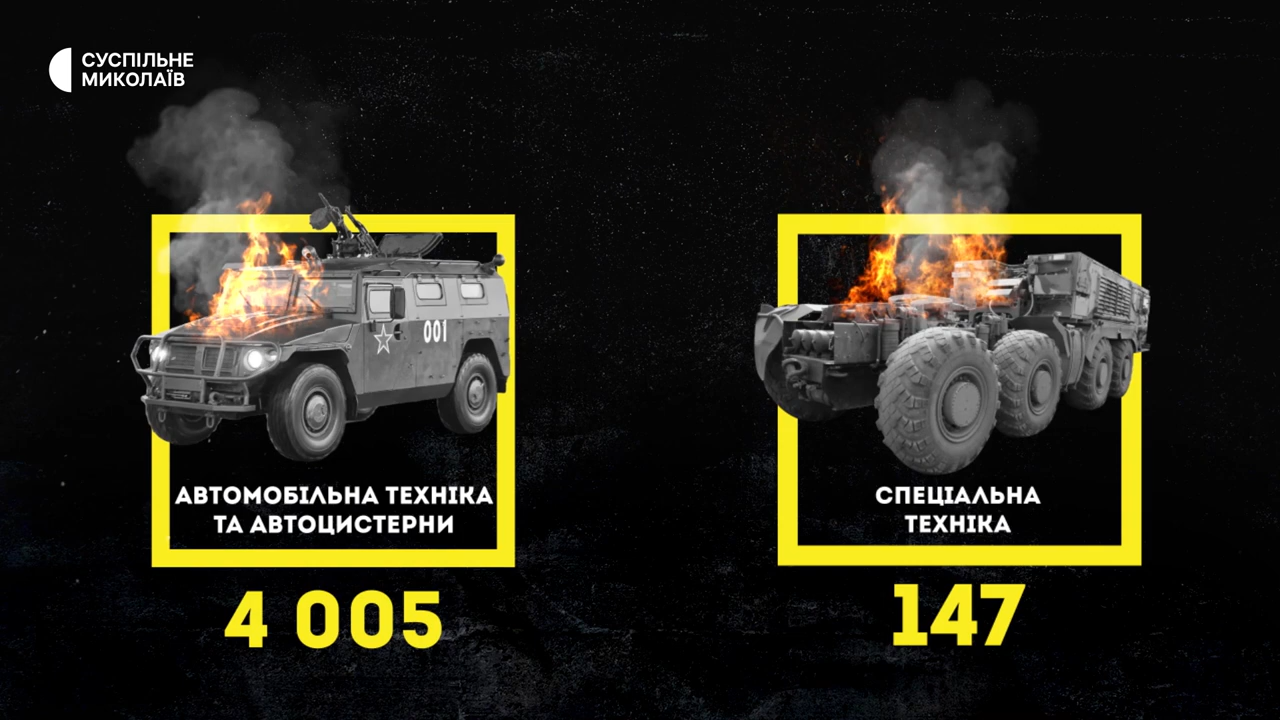 СУСПІЛЬНЕ
МИКОЛАЇВ
001
АВТОМОБІЛЬНА ТЕХНІКА
ТА АВТОЦИСТЕРНИ
4 005
СПЕЦІАЛЬНА
ТЕХНІКА
147